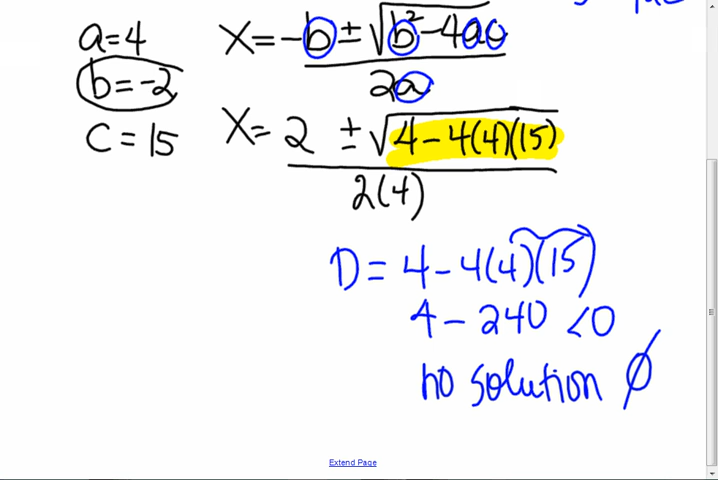 a=4
b=-2
C=15
X= -b ± √b²-4ac
2a
X= 2 ± √4-4(4)(15)
2(4)
D= 4-4(4)(15)
4-240 <0
no solution ∅
Extend Page